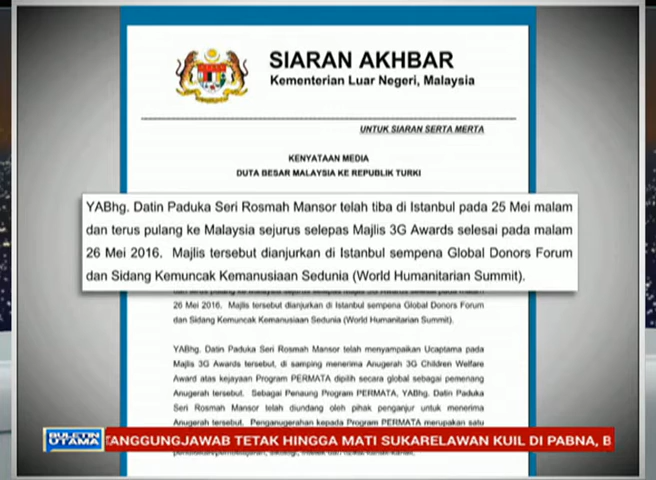 SIARAN AKHBAR
Kementerian Luar Negeri, Malaysia
UNTUK SIARAN SERTA MERTA
KENYATAAN MEDIA
DUTA BESAR MALAYSIA KE REPUBLIK TURKI
YABhg. Datin Paduka Seri Rosmah Mansor telah tiba di Istanbul pada 25 Mei malam
dan terus pulang ke Malaysia sejurus selepas Majlis 3G Awards selesai pada malam
26 Mei 2016. Majlis tersebut dianjurkan di Istanbul sempena Global Donors Forum
dan Sidang Kemuncak Kemanusiaan Sedunia (World Humanitarian Summit).
26 Mei 2016. Majlis tersebut dianjurkan di Istanbul sempena Global Donors Forum
dan Sidang Kemuncak Kemanusiaan Sedunia (World Humanitarian Summit).
YABhg. Datin Paduka Seri Rosmah Mansor telah menyampaikan Ucaptama pada
Majlis 3G Awards tersebut, di samping menerima Anugerah 3G Children Welfare
Award atas kejayaan Program PERMATA dipilih secara global sebagai pemenang
Anugerah tersebut. Sebagai Penaung Program PERMATA, YABhg. Datin Paduka
Seri Rosmah Mansor telah diundang oleh pihak penganjur untuk menerima
Anugerah tersebut. Penganugerahan kepada Program PERMATA merupakan satu
BULETIN UTAMA TANGGUNGJAWAB TETAK HINGGA MATI SUKARELAWAN KUIL DI PABNA, B